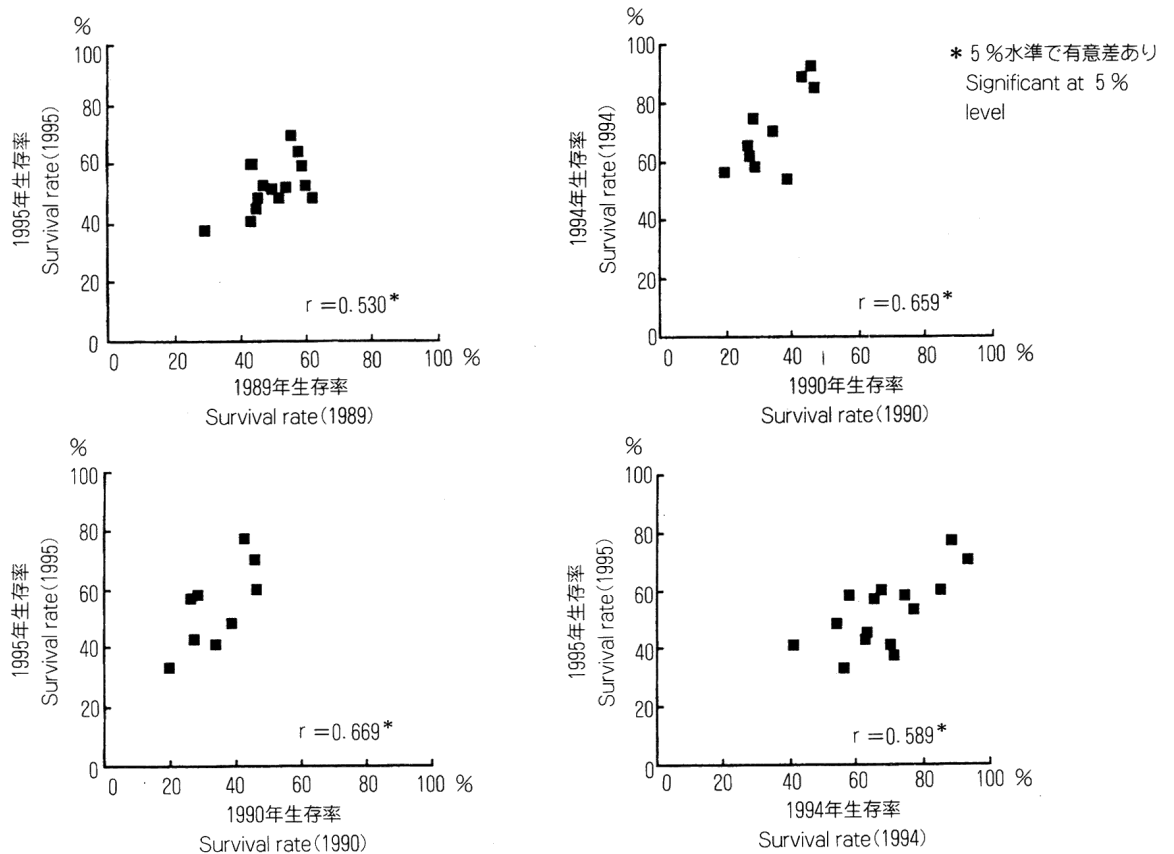 %
100
80
60
40
20
0
1995年生存率
Survival rate(1995)
r=0.530*
0 20 40 60 80 100 %
1989年生存率
Survival rate(1989)
%
100
80
60
40
20
0
1994年生存率
Survival rate(1994)
r=0.659*
0 20 40 60 80 100 %
1990年生存率
Survival rate(1990)
* 5%水準で有意差あり
Significant at 5%
level
%
100
80
60
40
20
0
1995年生存率
Survival rate(1995)
r=0.669*
0 20 40 60 80 100 %
1990年生存率
Survival rate(1990)
%
100
80
60
40
20
0
1995年生存率
Survival rate(1995)
r=0.589*
0 20 40 60 80 100 %
1994年生存率
Survival rate(1994)